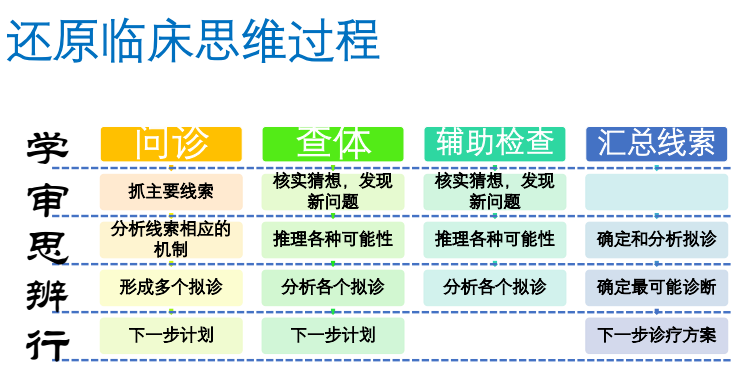 还原临床思维过程
学 问诊 查体 辅助检查 汇总线索
审 抓主要线索 核实猜想，发现新问题 核实猜想，发现新问题
思 分析线索相应的机制 推理各种可能性 推理各种可能性 确定和分析拟诊
辨 形成多个拟诊 分析各个拟诊 分析各个拟诊 确定最可能诊断
行 下一步计划 下一步计划 下一步诊疗方案